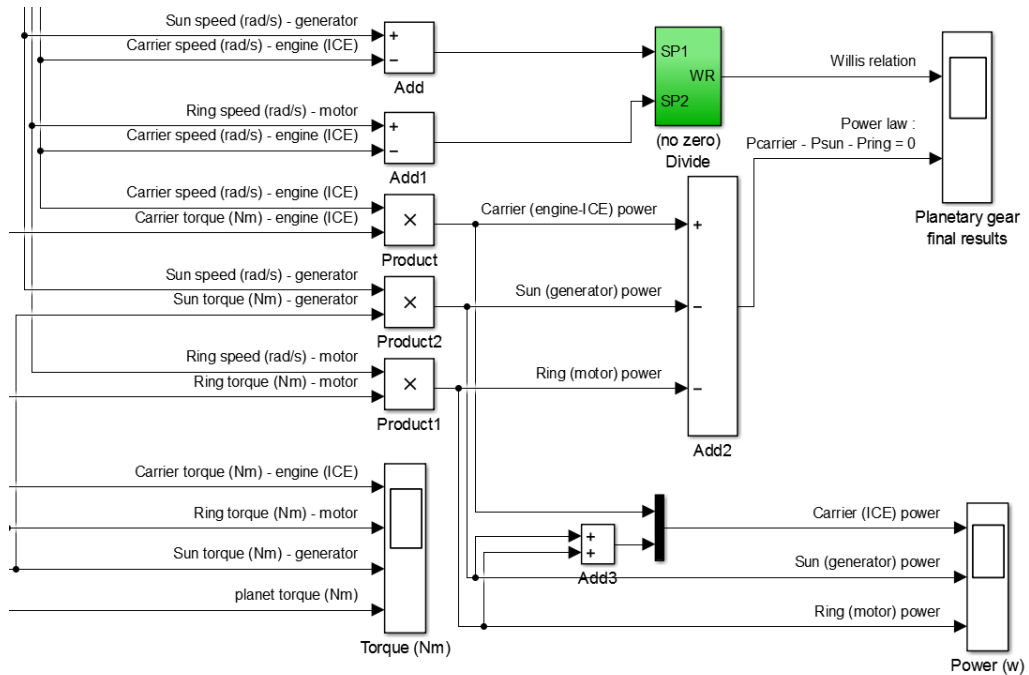 Sun speed (rad/s) - generator
+
Carrier speed (rad/s) - engine (ICE)
−
Add
SP1
WR
SP2
(no zero)
Divide
Willis relation
Power law :
Pcarrier - Psun - Pring = 0
Planetary gear
final results
Ring speed (rad/s) - motor
+
Carrier speed (rad/s) - engine (ICE)
−
Add1
Carrier speed (rad/s) - engine (ICE)
Carrier torque (Nm) - engine (ICE)
×
Product
Carrier (engine-ICE) power
+
Sun speed (rad/s) - generator
Sun torque (Nm) - generator
×
Product2
Sun (generator) power
−
Ring speed (rad/s) - motor
Ring torque (Nm) - motor
×
Product1
Ring (motor) power
−
Add2
Carrier torque (Nm) - engine (ICE)
Ring torque (Nm) - motor
Sun torque (Nm) - generator
planet torque (Nm)
Torque (Nm)
+
+
Add3
Carrier (ICE) power
Sun (generator) power
Ring (motor) power
Power (w)